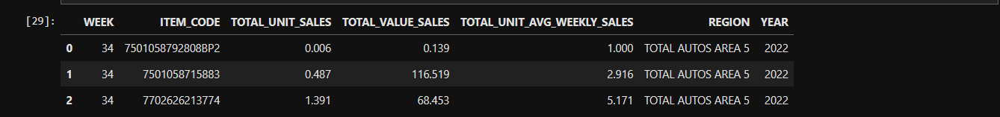 [29]: WEEK ITEM_CODE TOTAL_UNIT_SALES TOTAL_VALUE_SALES TOTAL_UNIT_AVG_WEEKLY_SALES REGION YEAR
0 34 7501058792808BP2 0.006 0.139 1.000 TOTAL AUTOS AREA 5 2022
1 34 7501058715883 0.487 116.519 2.916 TOTAL AUTOS AREA 5 2022
2 34 7702626213774 1.391 68.453 5.171 TOTAL AUTOS AREA 5 2022